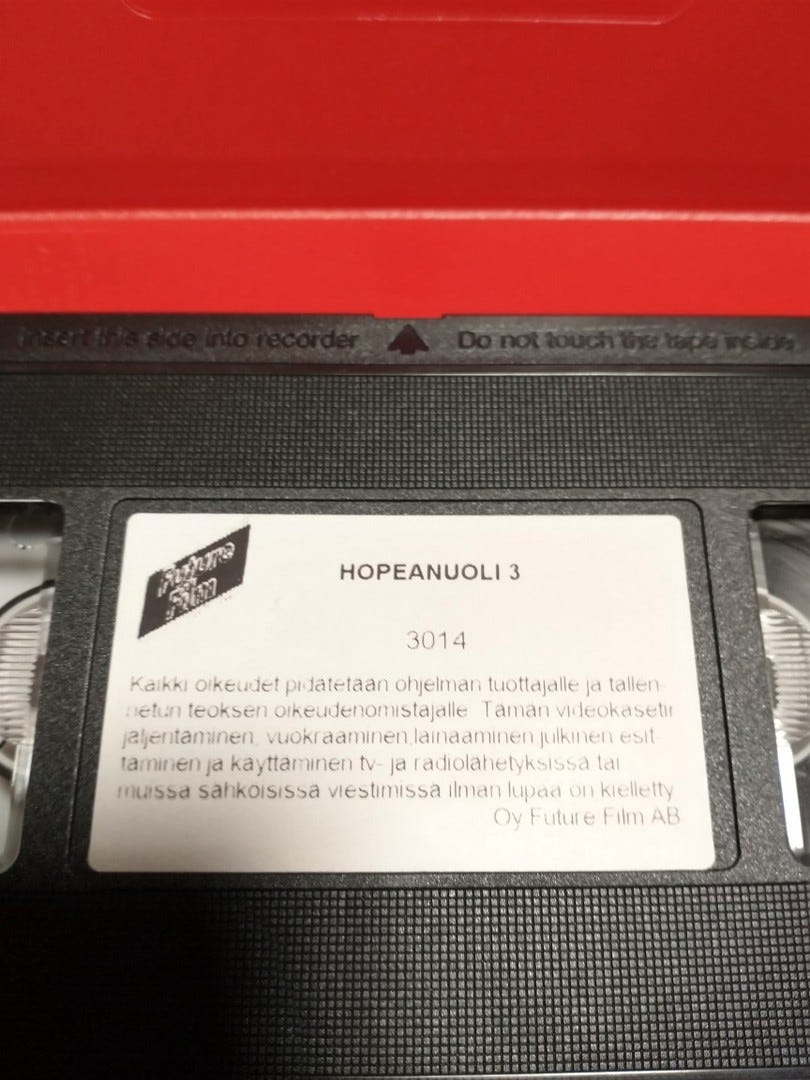 Insert this side into recorder
Do not touch the tape inside
Future
Film
HOPEANUOLI 3
3014
Kaikki oikeudet pidätetään ohjelman tuottajalle ja tallen-
netun teoksen oikeudenomistajalle. Tämän videokasetin
jäljentäminen, vuokraaminen,lainaaminen,julkinen esit-
täminen ja käyttäminen tv- ja radiolähetyksissä tai
muissa sähköisissä viestimissä ilman lupaa on kielletty.
Oy Future Film AB